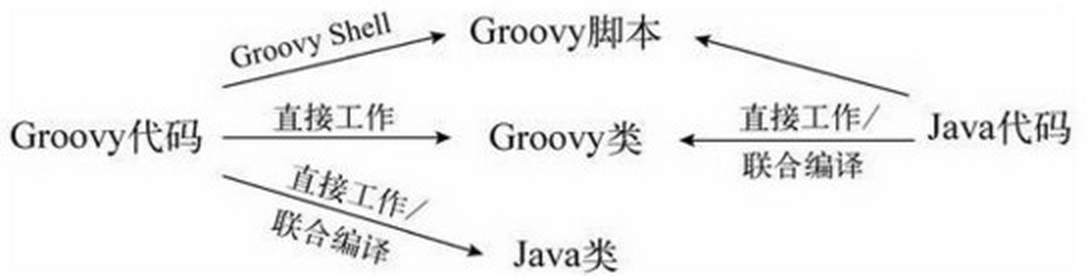 Groovy Shell
Groovy脚本
Groovy代码
直接工作
Groovy类
直接工作/
联合编译
Java代码
直接工作/
联合编译
Java类